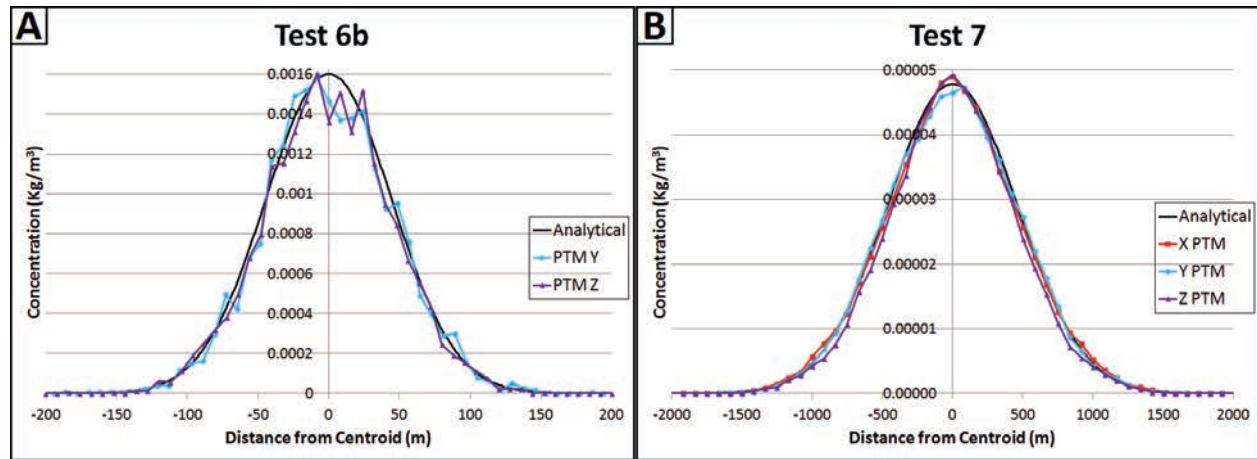 A
Test 6b
Concentration (Kg/m³)
0.0016
0.0014
0.0012
0.001
0.0008
0.0006
0.0004
0.0002
0
-200
-150
-100
-50
0
50
100
150
200
Distance from Centroid (m)
Analytical
PTM Y
PTM Z
B
Test 7
Concentration (Kg/m³)
0.00005
0.00004
0.00003
0.00002
0.00001
0.00000
-2000
-1500
-1000
-500
0
500
1000
1500
2000
Distance from Centroid (m)
Analytical
X PTM
Y PTM
Z PTM